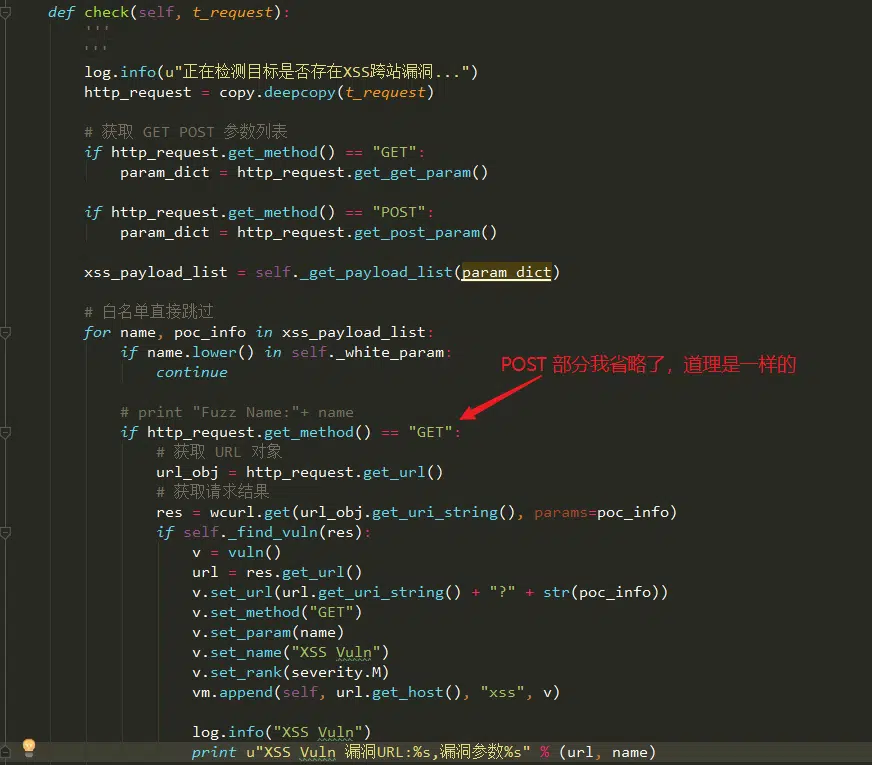 def check(self, t_request):
'''
'''
log.info(u"正在检测目标是否存在XSS跨站漏洞...")
http_request = copy.deepcopy(t_request)
# 获取 GET POST 参数列表
if http_request.get_method() == "GET":
param_dict = http_request.get_get_param()
if http_request.get_method() == "POST":
param_dict = http_request.get_post_param()
xss_payload_list = self._get_payload_list(param_dict)
# 白名单直接跳过
for name, poc_info in xss_payload_list:
if name.lower() in self._white_param:
continue
POST 部分我省略了，道理是一样的
# print "Fuzz Name:"+ name
if http_request.get_method() == "GET":
# 获取 URL 对象
url_obj = http_request.get_url()
# 获取请求结果
res = wcurl.get(url_obj.get_uri_string(), params=poc_info)
if self._find_vuln(res):
v = vuln()
url = res.get_url()
v.set_url(url.get_uri_string() + "?" + str(poc_info))
v.set_method("GET")
v.set_param(name)
v.set_name("XSS Vuln")
v.set_rank(severity.M)
vm.append(self, url.get_host(), "xss", v)
log.info("XSS Vuln")
print u"XSS Vuln 漏洞URL:%s,漏洞参数%s" % (url, name)